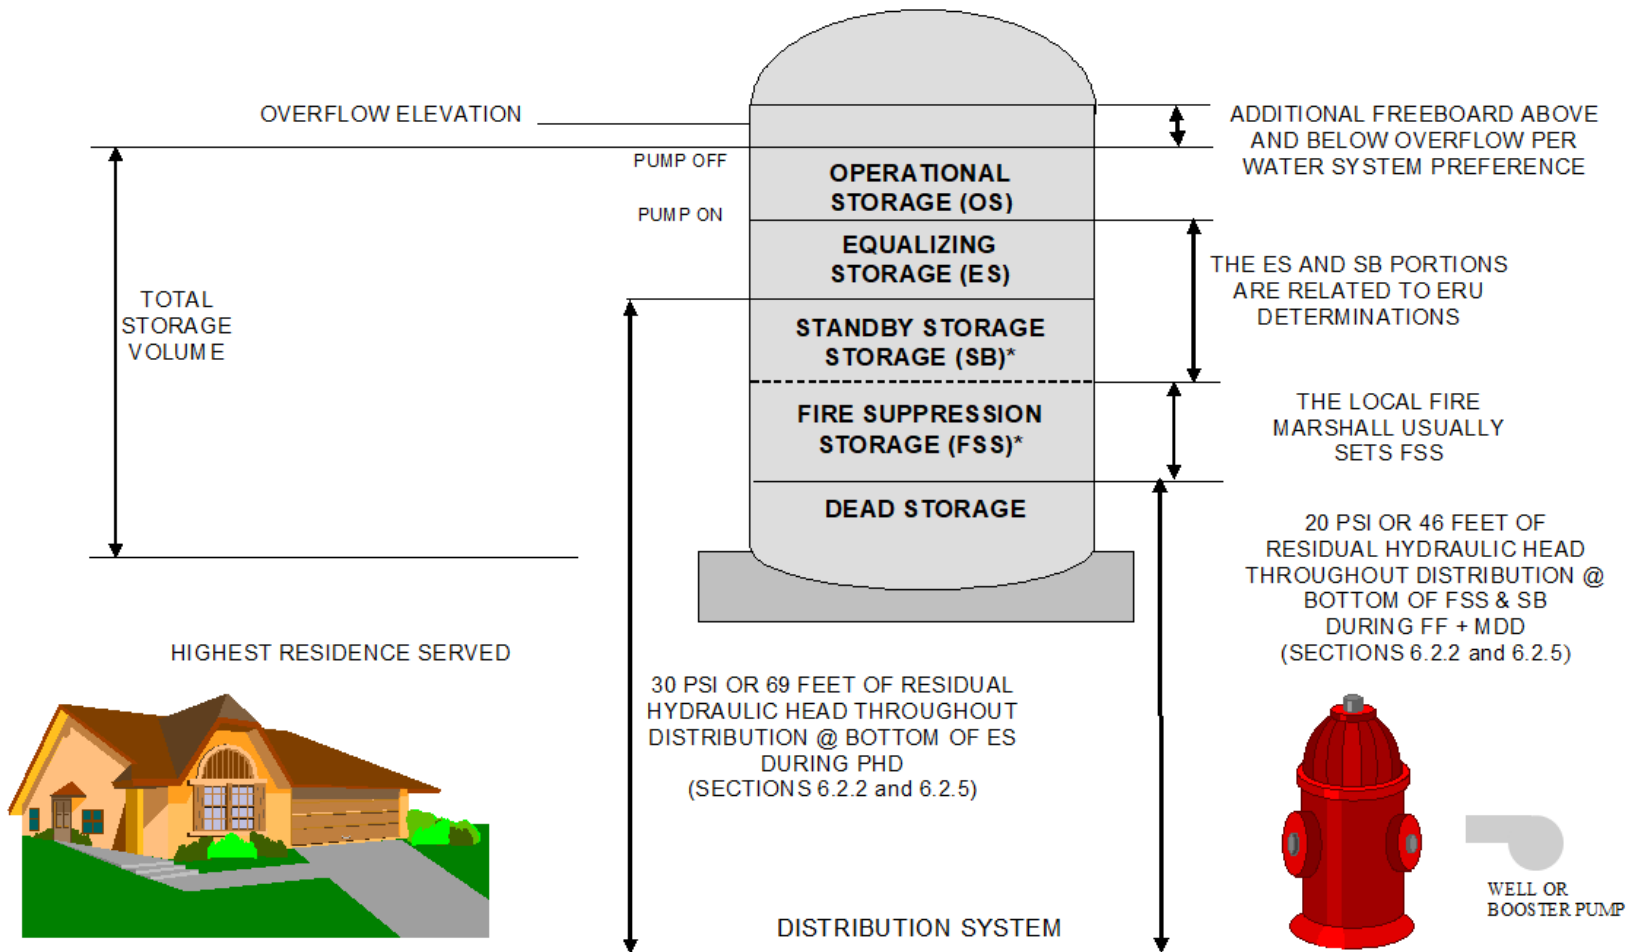 OVERFLOW ELEVATION
ADDITIONAL FREEBOARD ABOVE
AND BELOW OVERFLOW PER
WATER SYSTEM PREFERENCE
PUMP OFF
OPERATIONAL
STORAGE (OS)
PUMP ON
EQUALIZING
STORAGE (ES)
THE ES AND SB PORTIONS
ARE RELATED TO ERU
DETERMINATIONS
TOTAL
STORAGE
VOLUME
STANDBY STORAGE
STORAGE (SB)*
FIRE SUPPRESSION
STORAGE (FSS)*
THE LOCAL FIRE
MARSHALL USUALLY
SETS FSS
DEAD STORAGE
20 PSI OR 46 FEET OF
RESIDUAL HYDRAULIC HEAD
THROUGHOUT DISTRIBUTION @
BOTTOM OF FSS & SB
DURING FF + MDD
(SECTIONS 6.2.2 and 6.2.5)
HIGHEST RESIDENCE SERVED
30 PSI OR 69 FEET OF RESIDUAL
HYDRAULIC HEAD THROUGHOUT
DISTRIBUTION @ BOTTOM OF ES
DURING PHD
(SECTIONS 6.2.2 and 6.2.5)
WELL OR
BOOSTER PUMP
DISTRIBUTION SYSTEM